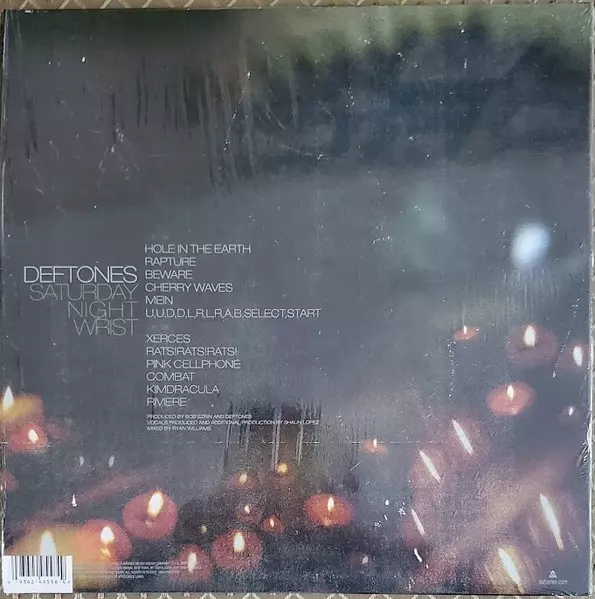 DEFTONES
SATURDAY
NIGHT
WRIST
HOLE IN THE EARTH
RAPTURE
BEWARE
CHERRY WAVES
MEIN
U,U,D,D,L,R,L,R,A,B,SELECT,START
XERCES
RATS!RATS!RATS!
PINK CELLPHONE
COMBAT
KIMDRACULA
RIVIERE
PRODUCED BY BOB EZRIN AND DEFTONES
VOCALS PRODUCED AND ADDITIONAL PRODUCTION BY SHAUN LOPEZ
MIXED BY RYAN WILLIAMS
deftones.com